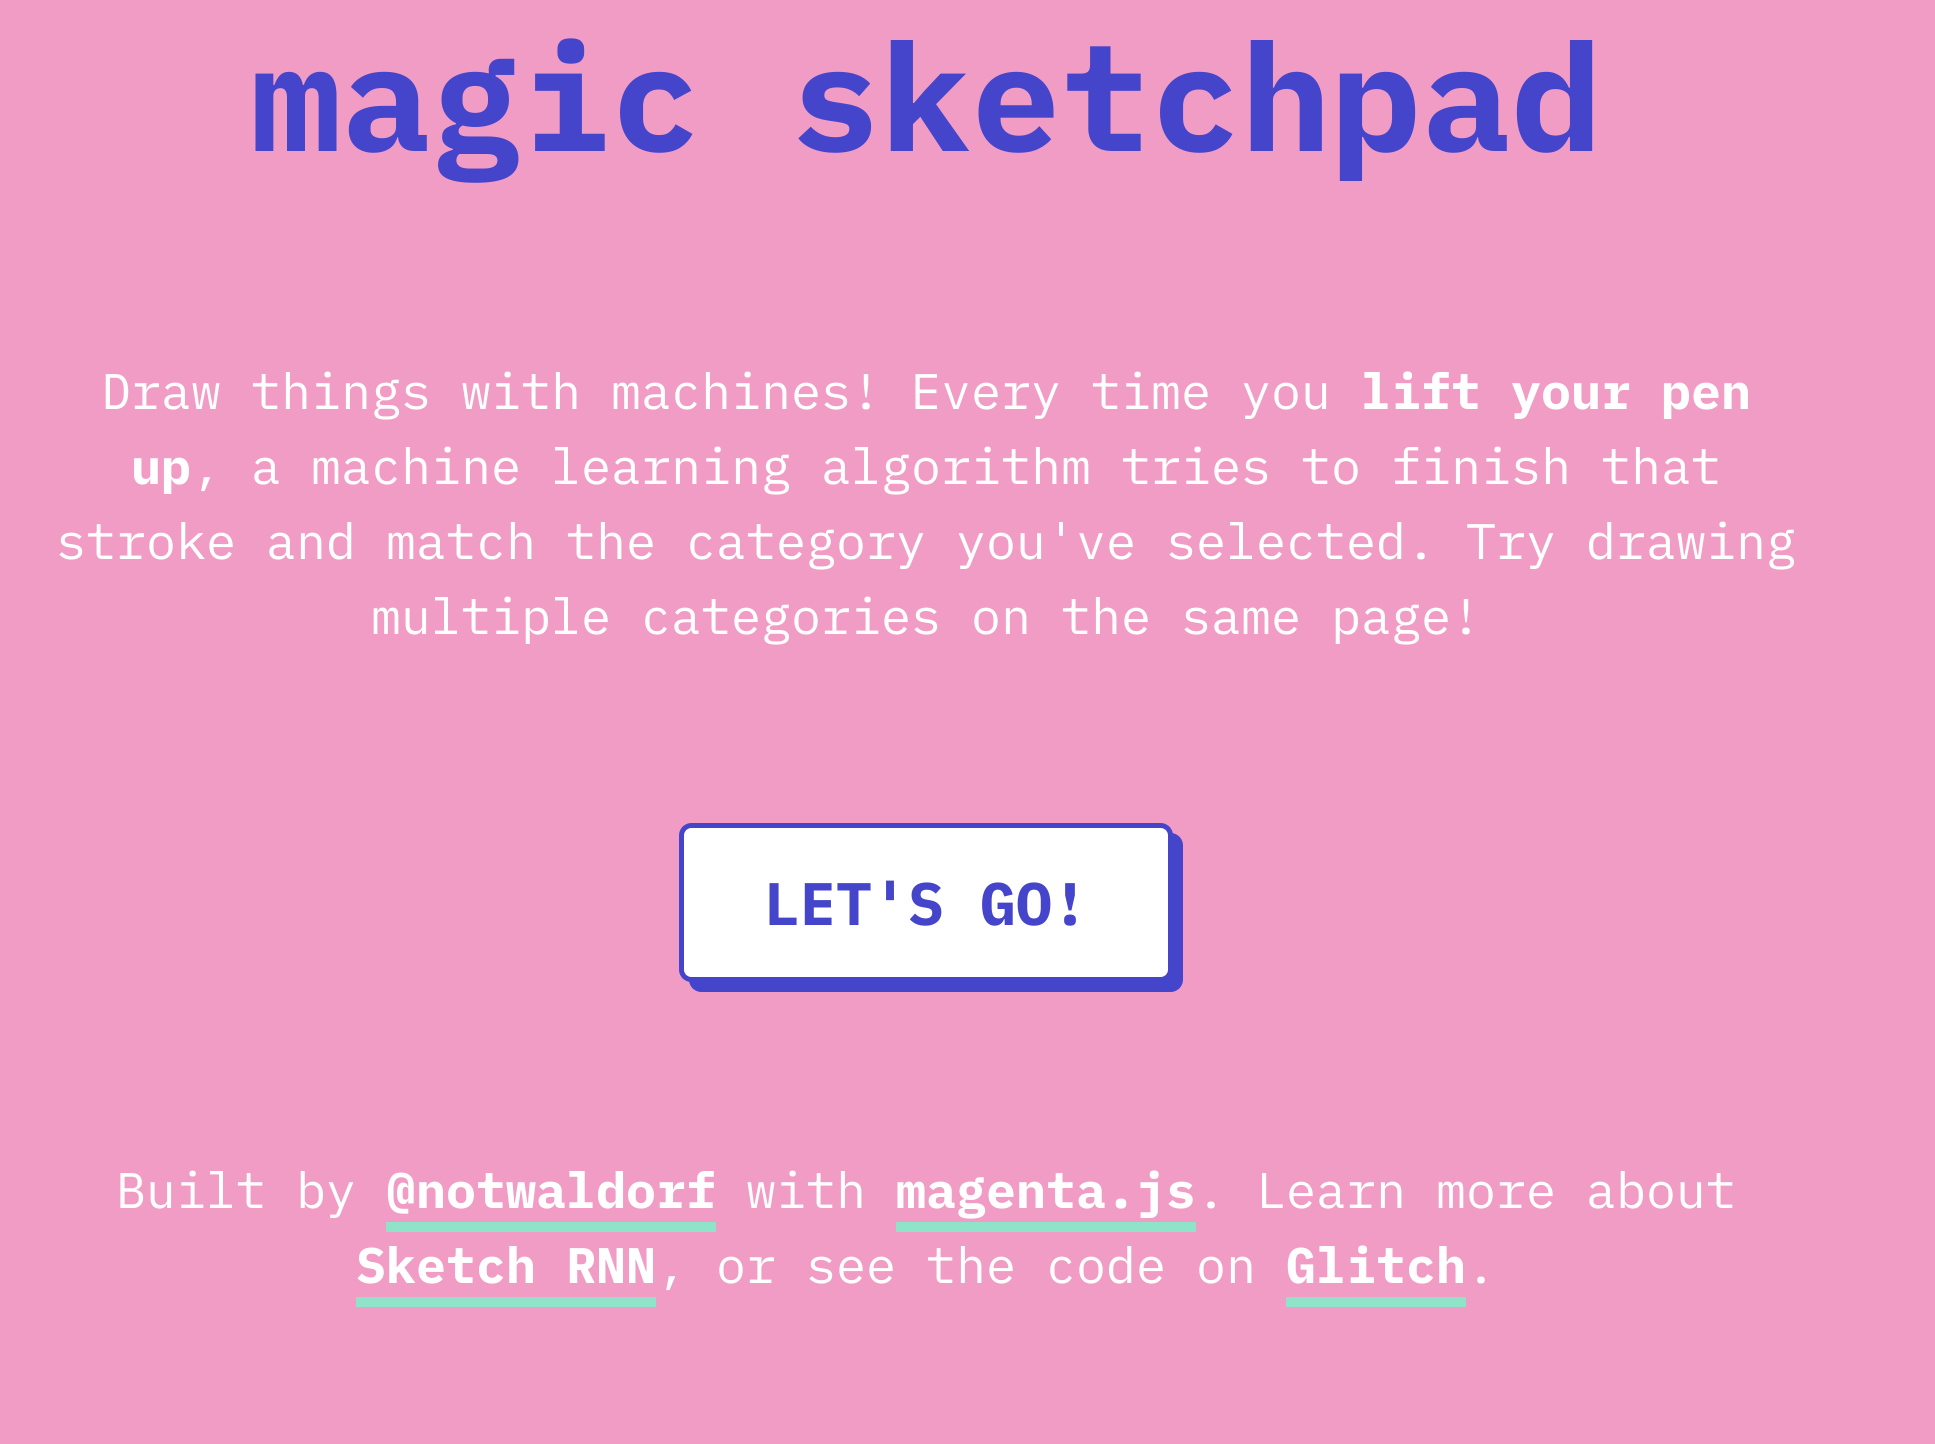 magic sketchpad
Draw things with machines! Every time you lift your pen
up, a machine learning algorithm tries to finish that
stroke and match the category you've selected. Try drawing
multiple categories on the same page!
LET'S GO!
Built by @notwaldorf with magenta.js. Learn more about
Sketch RNN, or see the code on Glitch.